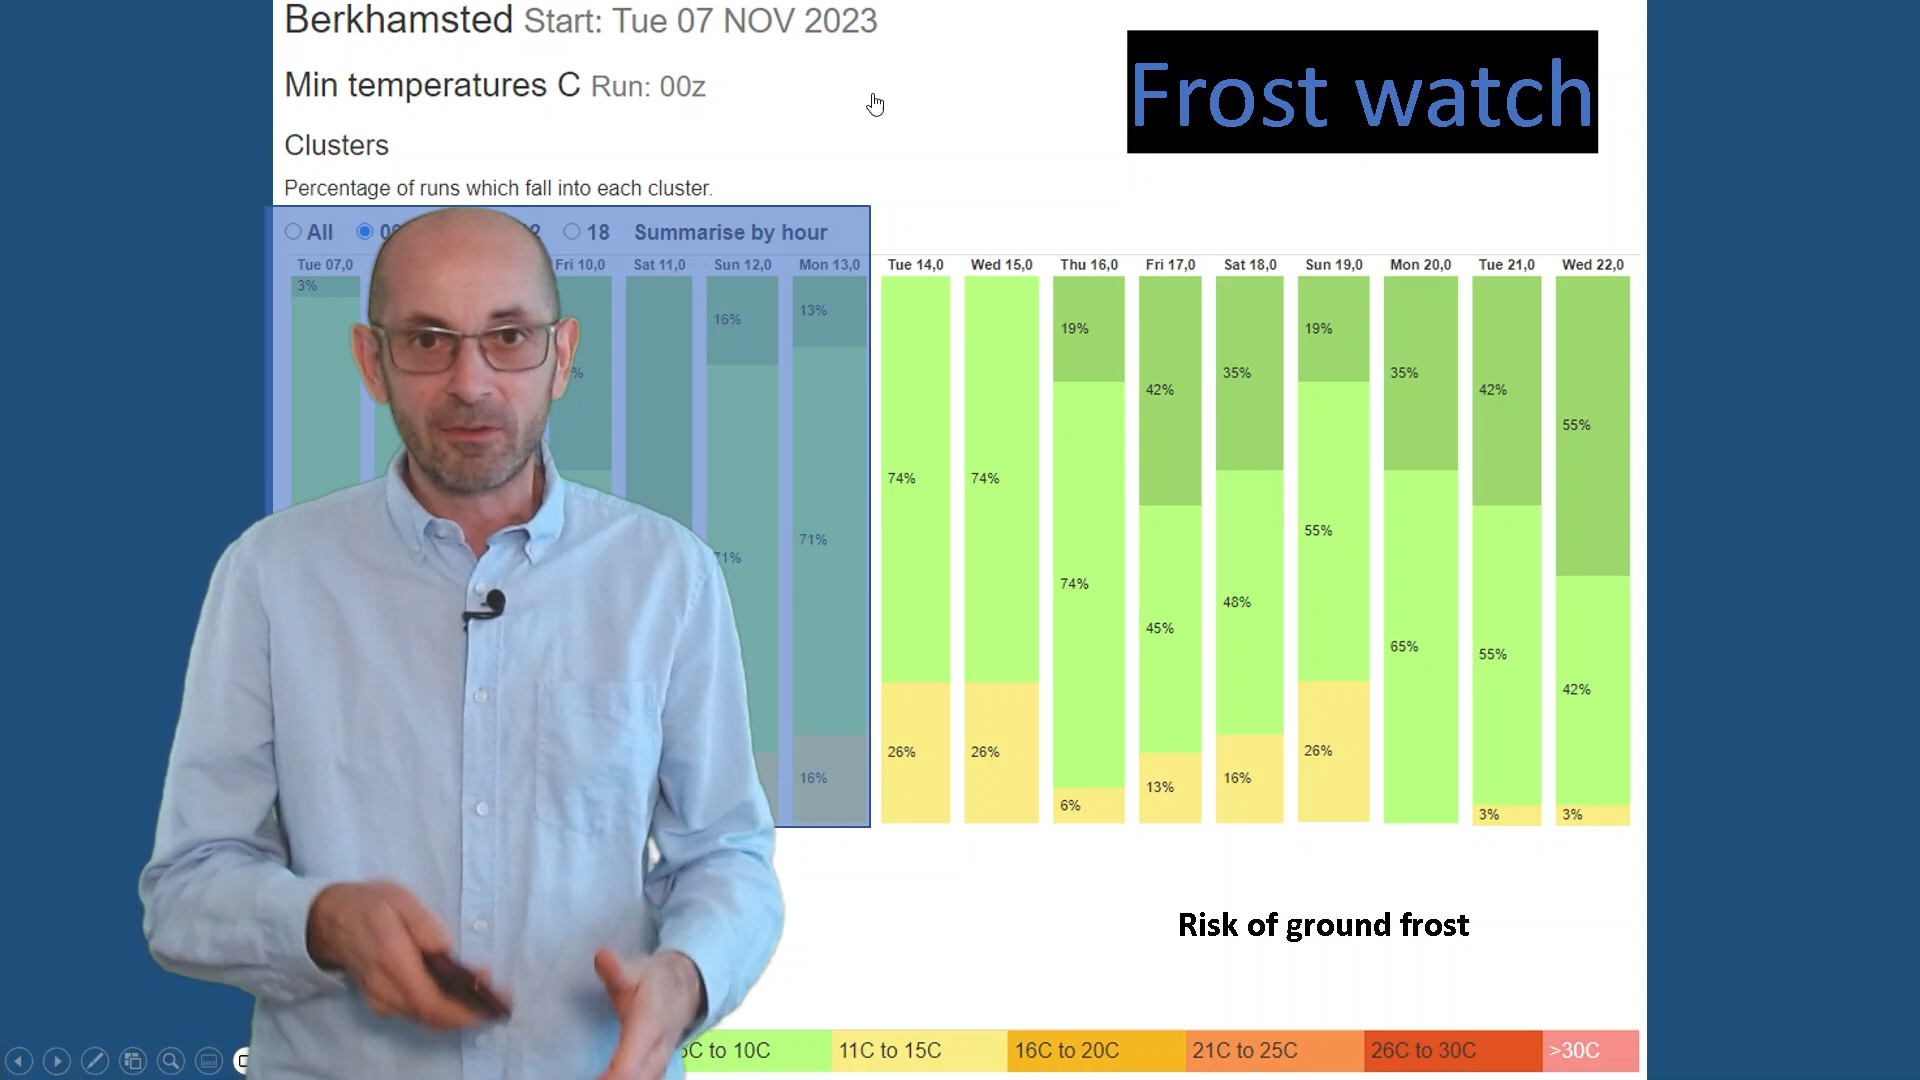 Berkhamsted Start: Tue 07 NOV 2023
Min temperatures C Run: 00z
Frost watch
Clusters
Percentage of runs which fall into each cluster.
All 18 Summarise by hour
Tue 07,0 Fri 10,0 Sat 11,0 Sun 12,0 Mon 13,0 Tue 14,0 Wed 15,0 Thu 16,0 Fri 17,0 Sat 18,0 Sun 19,0 Mon 20,0 Tue 21,0 Wed 22,0
3%
16% 13% 19% 19%
35% 35%
42% 42%
55%
74% 74%
71% 55%
74%
48%
45% 65% 55%
42%
26% 26% 26%
16% 13% 16%
6% 3% 3%
Risk of ground frost
C to 10C 11C to 15C 16C to 20C 21C to 25C 26C to 30C >30C